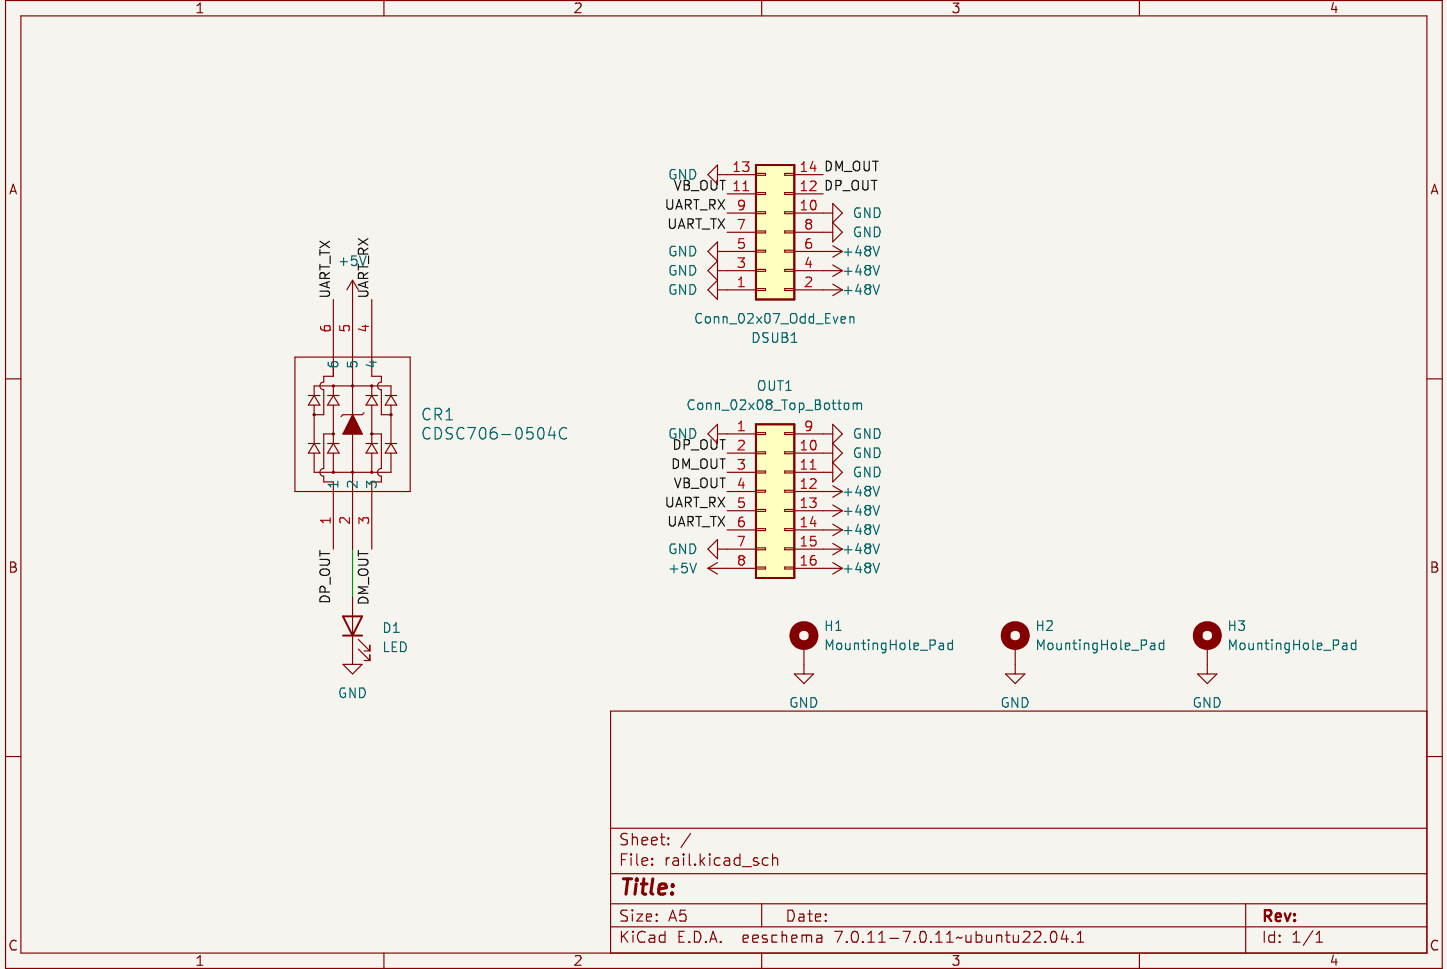 1 2 3 4
A A
B B
C C
13 14 DM_OUT
GND
VB_OUT 11 12 DP_OUT
UART_RX 9 10 GND
UART_TX 7 8 GND
GND 5 6 +48V
GND 3 4 +48V
GND 1 2 +48V
Conn_02x07_Odd_Even
DSUB1
UART_TX
+5V
UART_RX
6 5 4
6 5 4
CR1
CDSC706-0504C
1 2 3
1 2 3
DP_OUT
DM_OUT
D1
LED
GND
OUT1
Conn_02x08_Top_Bottom
GND 1 9 GND
DP_OUT 2 10 GND
DM_OUT 3 11 GND
VB_OUT 4 12 +48V
UART_RX 5 13 +48V
UART_TX 6 14 +48V
GND 7 15 +48V
+5V 8 16 +48V
H1
MountingHole_Pad
GND
H2
MountingHole_Pad
GND
H3
MountingHole_Pad
GND
Sheet: /
File: rail.kicad_sch
Title:
Size: A5 Date: Rev:
KiCad E.D.A. eeschema 7.0.11-7.0.11~ubuntu22.04.1 Id: 1/1
1 2 3 4